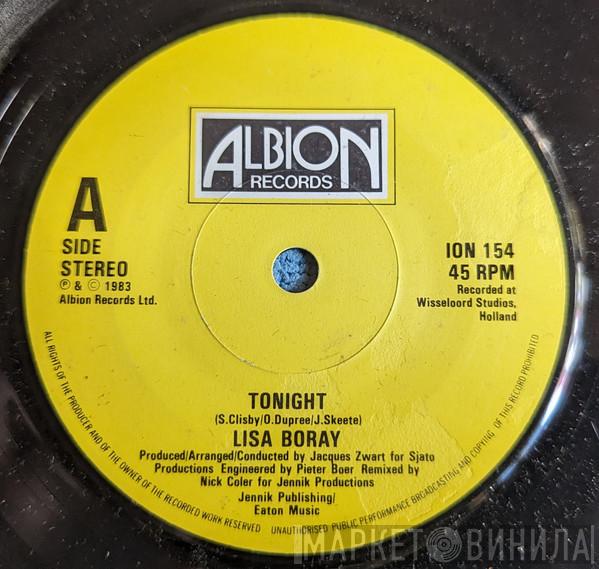 ALBION
RECORDS
A
SIDE
STEREO
Ⓟ & © 1983
Albion Records Ltd.
ION 154
45 RPM
Recorded at
Wisseloord Studios,
Holland
TONIGHT
(S.Clisby/O.Dupree/J.Skeete)
LISA BORAY
Produced/Arranged/Conducted by Jacques Zwart for Sjato
Productions Engineered by Pieter Boer Remixed by
Nick Coler for Jennik Productions
Jennik Publishing/
Eaton Music
ALL RIGHTS OF THE PRODUCER AND OF THE OWNER OF THE RECORDED WORK RESERVED UNAUTHORISED PUBLIC PERFORMANCE BROADCASTING AND COPYING OF THIS RECORD PROHIBITED
МАРКЕТ ВИНИЛА